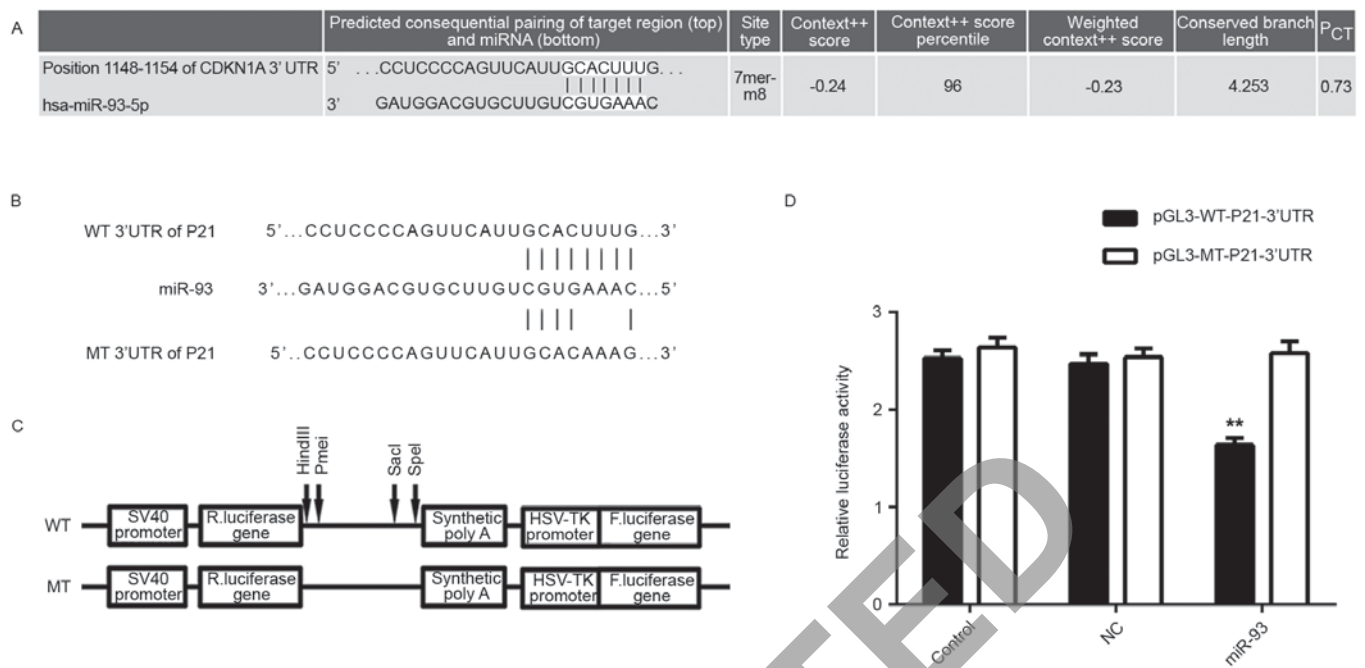 A
Predicted consequential pairing of target region (top) and miRNA (bottom)
Site type
Context++ score
Context++ score percentile
Weighted context++ score
Conserved branch length
PCT
Position 1148-1154 of CDKN1A 3' UTR 5' ...CCUCCCCAGUUCAUUGCACUUUG...
hsa-miR-93-5p 3' GAUGGACGUGCUUGUCGUGAAAC
7mer-m8
-0.24
96
-0.23
4.253
0.73
B
WT 3'UTR of P21 5'...CCUCCCCAGUUCAUUGCACUUUG...3'
miR-93 3'...GAUGGACGUGCUUGUCGUGAAAC...5'
MT 3'UTR of P21 5'...CCUCCCCAGUUCAUUGCACAAAG...3'
C
HindIII
Pmei
SacI
SpeI
WT
SV40 promoter
R.luciferase gene
Synthetic poly A
HSV-TK promoter
F.luciferase gene
MT
SV40 promoter
R.luciferase gene
Synthetic poly A
HSV-TK promoter
F.luciferase gene
D
pGL3-WT-P21-3'UTR
pGL3-MT-P21-3'UTR
Relative luciferase activity
3
2
1
0
**
Control
NC
miR-93
TED